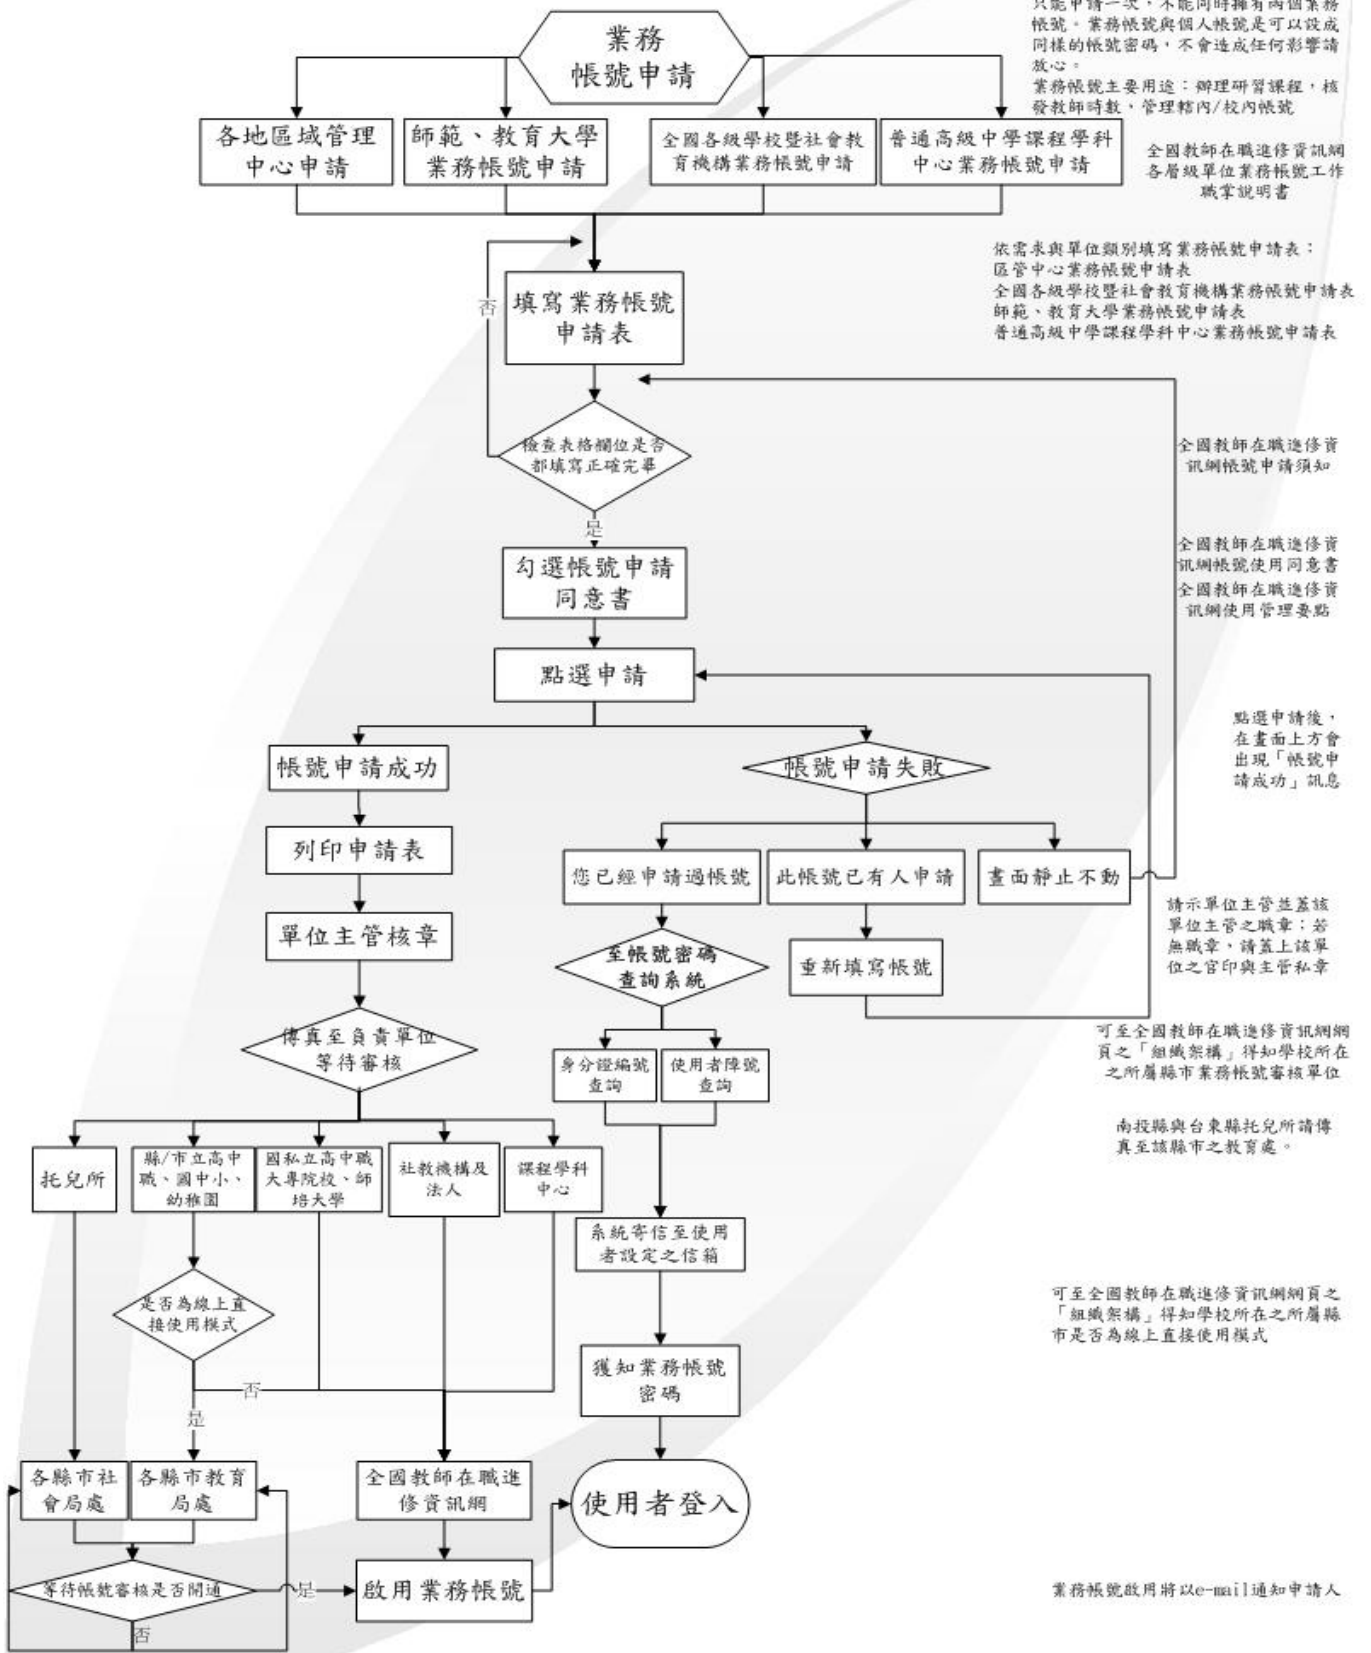 只能申請一次，不能同時擁有兩個業務
帳號。業務帳號與個人帳號是可以設成
同樣的帳號密碼，不會造成任何影響請
放心。
業務帳號主要用途：辦理研習課程，核
發教師時數，管理轄內/校內帳號
業務
帳號申請
各地區域管理
中心申請
師範、教育大學
業務帳號申請
全國各級學校暨社會教
育機構業務帳號申請
普通高級中學課程學科
中心業務帳號申請
全國教師在職進修資訊網
各層級單位業務帳號工作
職掌說明書
依需求與單位類別填寫業務帳號申請表：
區管中心業務帳號申請表
全國各級學校暨社會教育機構業務帳號申請表
師範、教育大學業務帳號申請表
普通高級中學課程學科中心業務帳號申請表
否
填寫業務帳號
申請表
檢查表格欄位是否
都填寫正確完畢
全國教師在職進修資
訊網帳號申請須知
是
勾選帳號申請
同意書
全國教師在職進修資
訊網帳號使用同意書
全國教師在職進修資
訊網使用管理要點
點選申請
點選申請後，
在畫面上方會
出現「帳號申
請成功」訊息
帳號申請成功
帳號申請失敗
列印申請表
您已經申請過帳號
此帳號已有人申請
畫面靜止不動
單位主管核章
至帳號密碼
查詢系統
重新填寫帳號
請示單位主管並蓋該
單位主管之職章；若
無職章，請蓋上該單
位之官印與主管私章
傳真至負責單位
等待審核
身分證編號
查詢
使用者障號
查詢
可至全國教師在職進修資訊網網
頁之「組織架構」得知學校所在
之所屬縣市業務帳號審核單位
南投縣與台東縣托兒所請傳
真至該縣市之教育處。
托兒所
縣/市立高中
職、國中小、
幼稚園
國私立高中職
大專院校、師
培大學
社教機構及
法人
課程學科
中心
系統寄信至使用
者設定之信箱
是否為線上直
接使用模式
可至全國教師在職進修資訊網網頁之
「組織架構」得知學校所在之所屬縣
市是否為線上直接使用模式
獲知業務帳號
密碼
否
是
各縣市社
會局處
各縣市教育
局處
全國教師在職進
修資訊網
使用者登入
等待帳號審核是否開通
是
啟用業務帳號
否
業務帳號啟用將以e-mail通知申請人